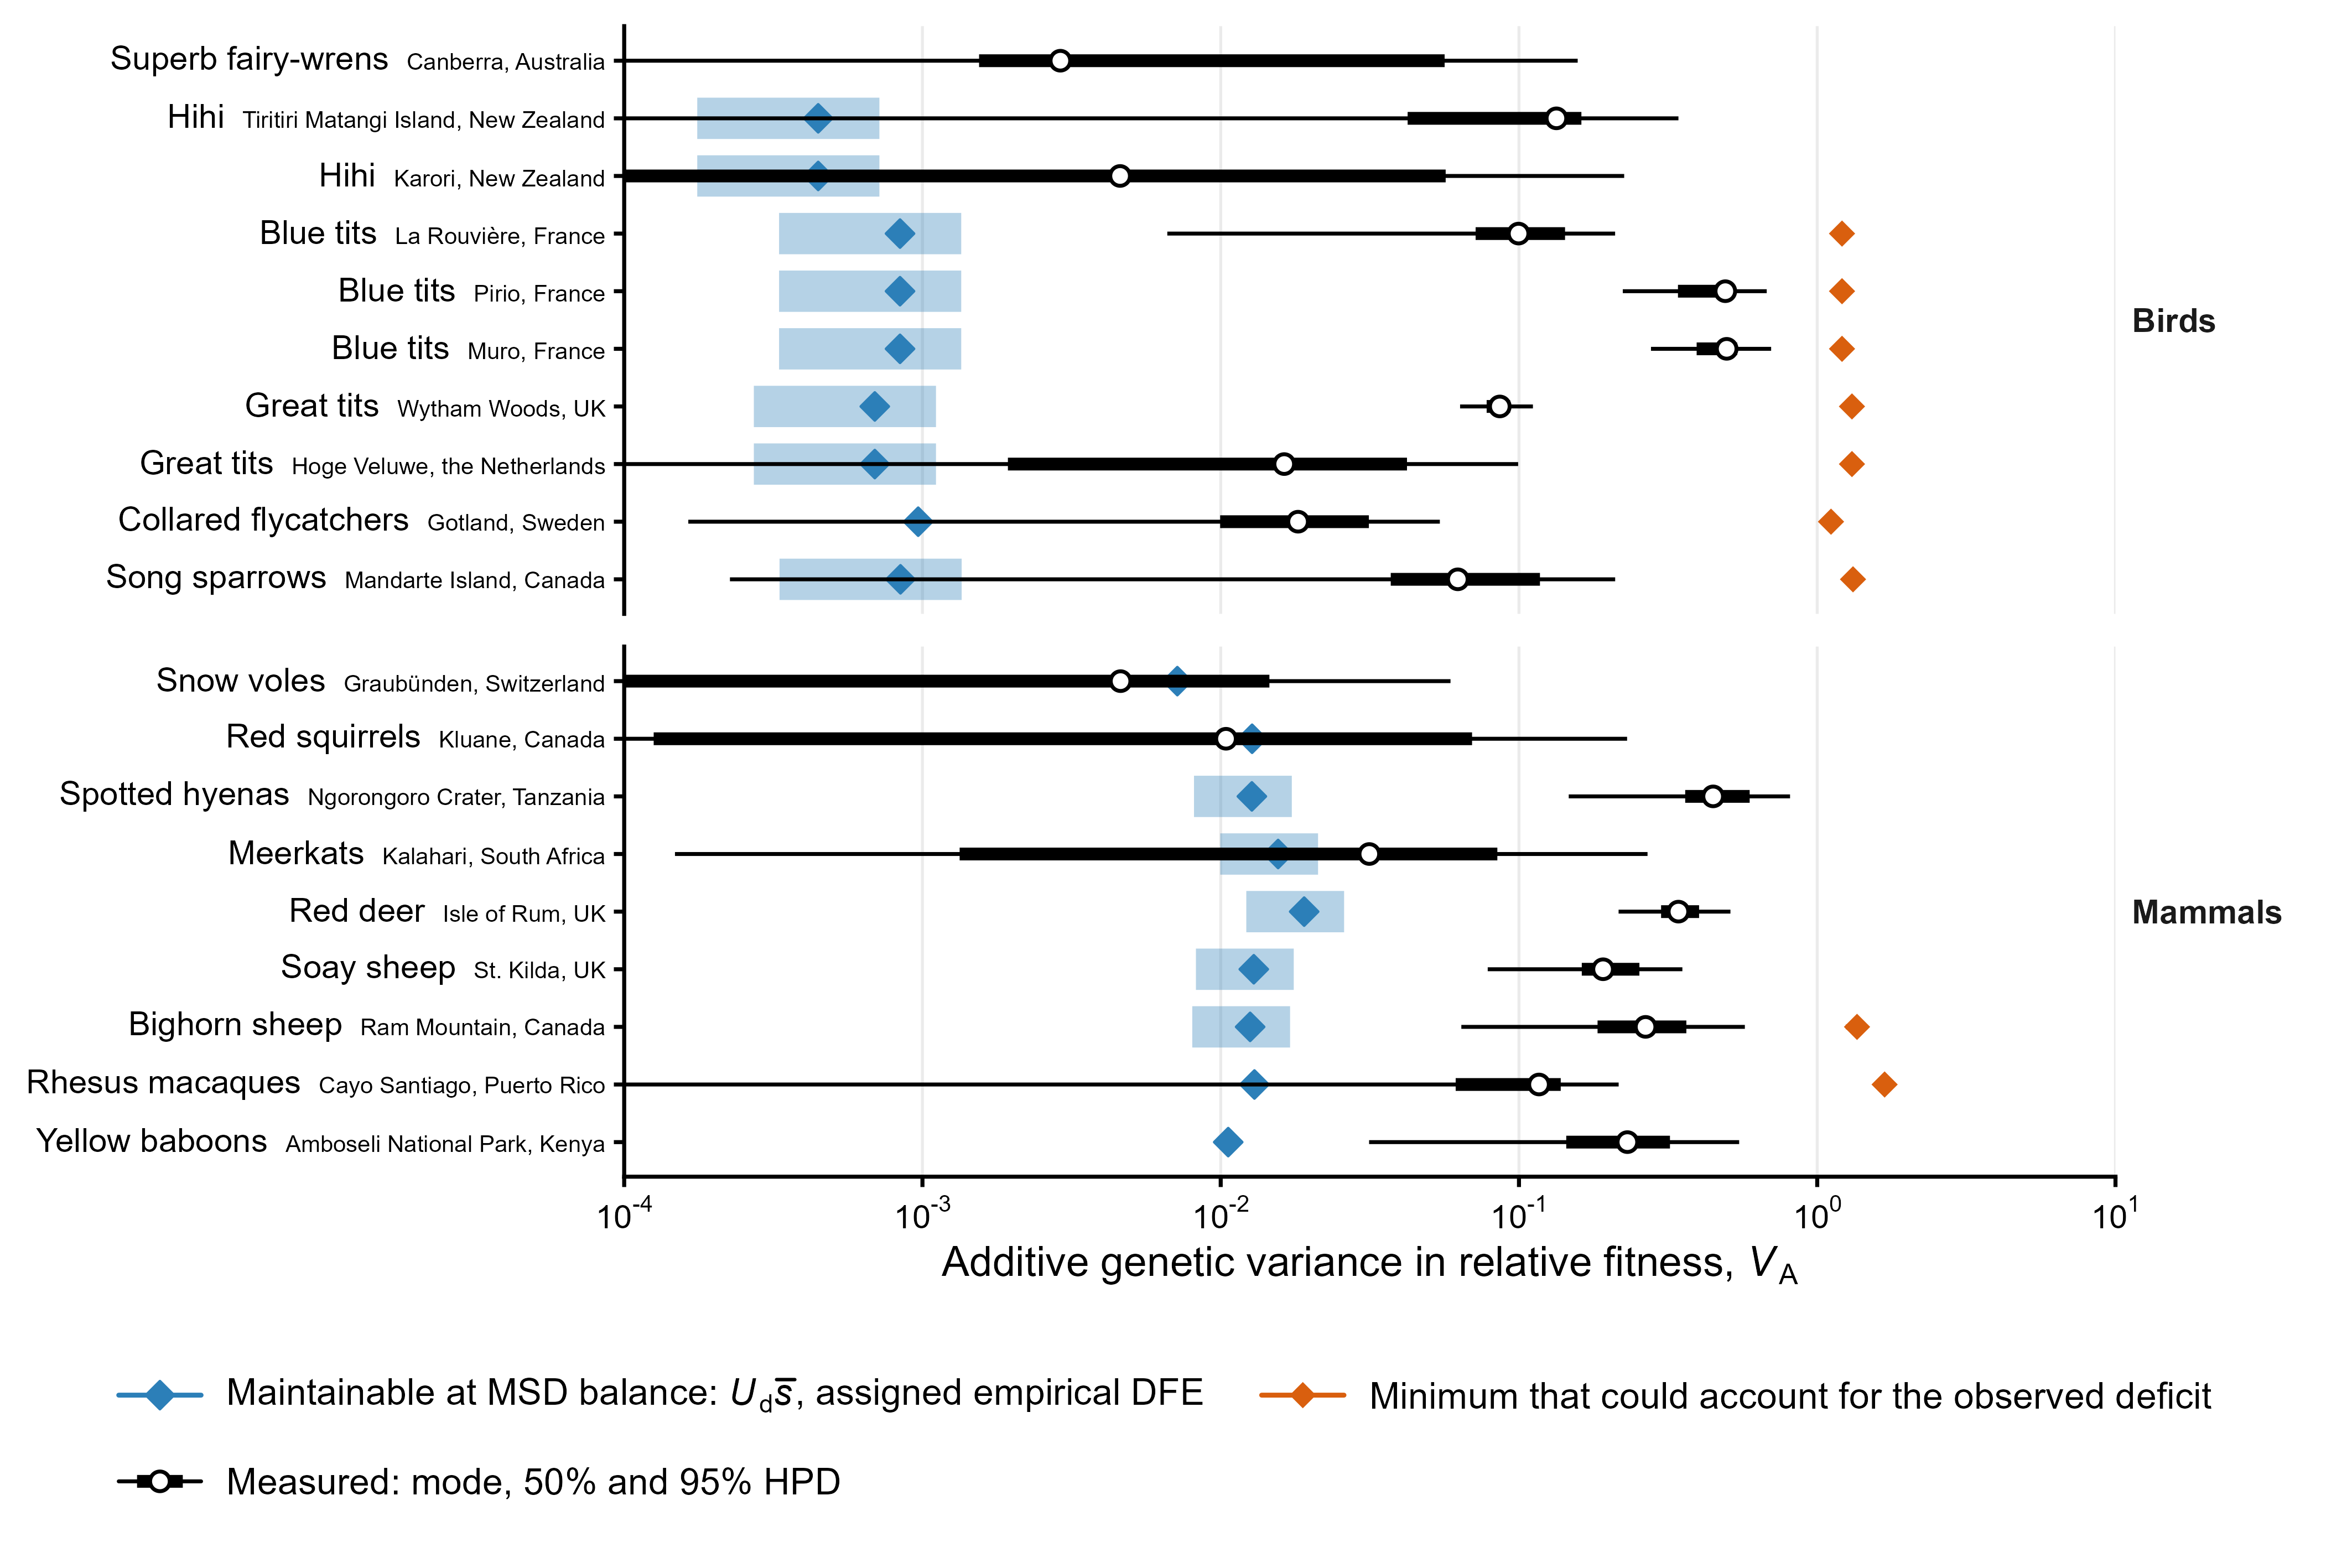 Superb fairy-wrens Canberra, Australia
Hihi Tiritiri Matangi Island, New Zealand
Hihi Karori, New Zealand
Blue tits La Rouvière, France
Blue tits Pirio, France
Blue tits Muro, France
Great tits Wytham Woods, UK
Great tits Hoge Veluwe, the Netherlands
Collared flycatchers Gotland, Sweden
Song sparrows Mandarte Island, Canada
Birds
Snow voles Graubünden, Switzerland
Red squirrels Kluane, Canada
Spotted hyenas Ngorongoro Crater, Tanzania
Meerkats Kalahari, South Africa
Red deer Isle of Rum, UK
Soay sheep St. Kilda, UK
Bighorn sheep Ram Mountain, Canada
Rhesus macaques Cayo Santiago, Puerto Rico
Yellow baboons Amboseli National Park, Kenya
Mammals
10⁻⁴ 10⁻³ 10⁻² 10⁻¹ 10⁰ 10¹
Additive genetic variance in relative fitness, V_A
Maintainable at MSD balance: U_d s̅, assigned empirical DFE
Minimum that could account for the observed deficit
Measured: mode, 50% and 95% HPD